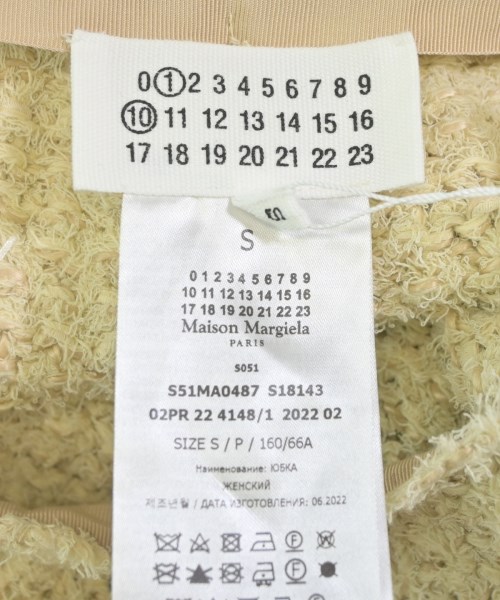 0 1 2 3 4 5 6 7 8 9
10 11 12 13 14 15 16
17 18 19 20 21 22 23
S
S
0 1 2 3 4 5 6 7 8 9
10 11 12 13 14 15 16
17 18 19 20 21 22 23
Maison Margiela
PARIS
S051
S51MA0487 S18143
02PR 22 4148/1 2022 02
SIZE S / P / 160/66A
Наименование: ЮБКА
ЖЕНСКИЙ
제조년월 / ДАТА ИЗГОТОВЛЕНИЯ: 06.2022